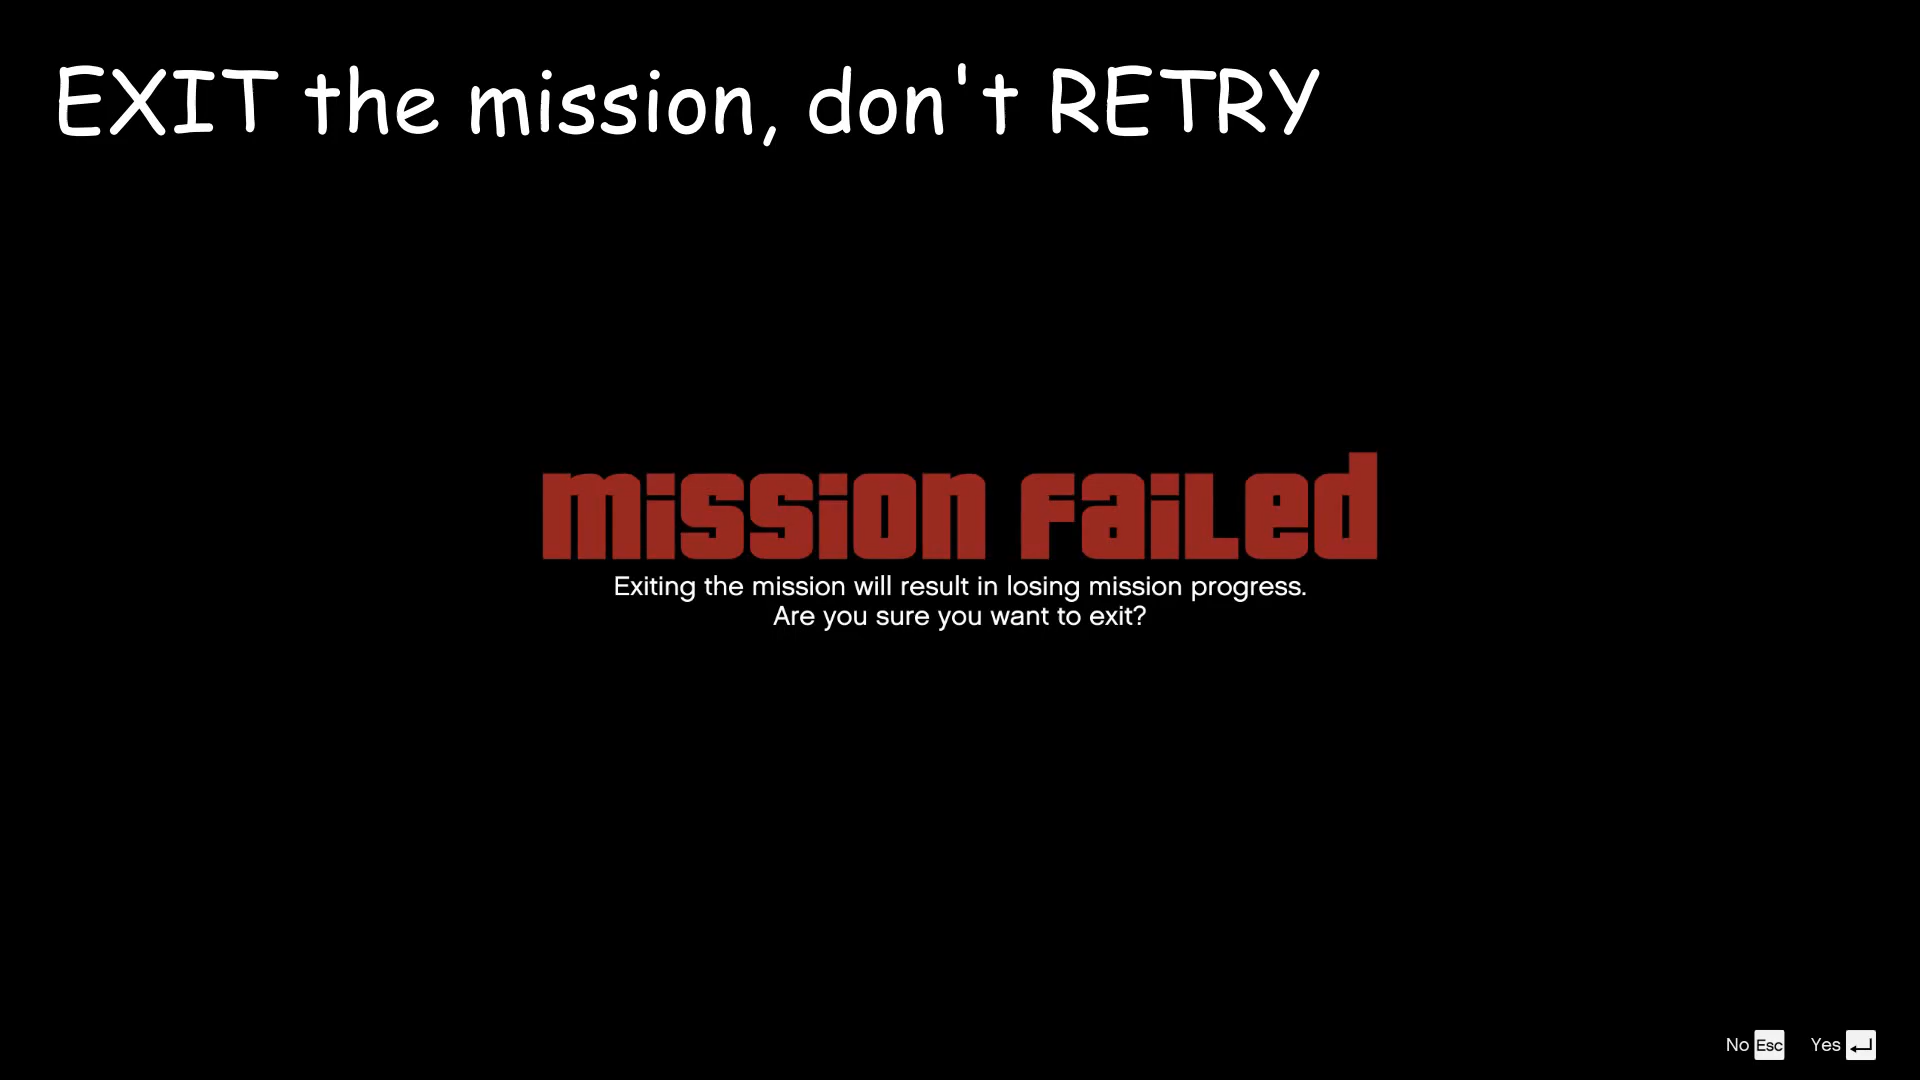 EXIT the mission, don't RETRY
mission failed
Exiting the mission will result in losing mission progress.
Are you sure you want to exit?
No Esc Yes